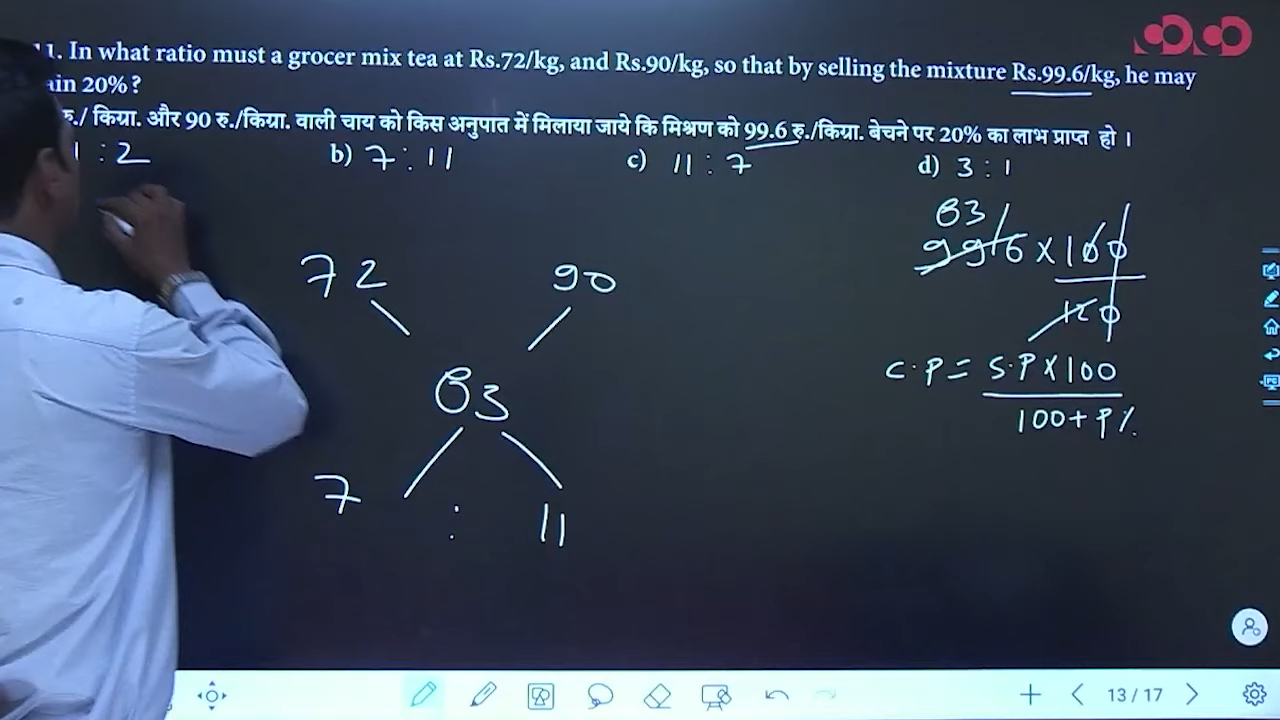 11. In what ratio must a grocer mix tea at Rs.72/kg, and Rs.90/kg, so that by selling the mixture Rs.99.6/kg, he may
ain 20%?
रु./ किग्रा. और 90 रु./किग्रा. वाली चाय को किस अनुपात में मिलाया जाये कि मिश्रण को 99.6 रु./किग्रा. बेचने पर 20% का लाभ प्राप्त हो ।
1 : 2 b) 7 : 11 c) 11 : 7 d) 3 : 1
83
996 × 100
120
72 90
C.P = S.P × 100
100 + P%
83
7 : 11
13 / 17